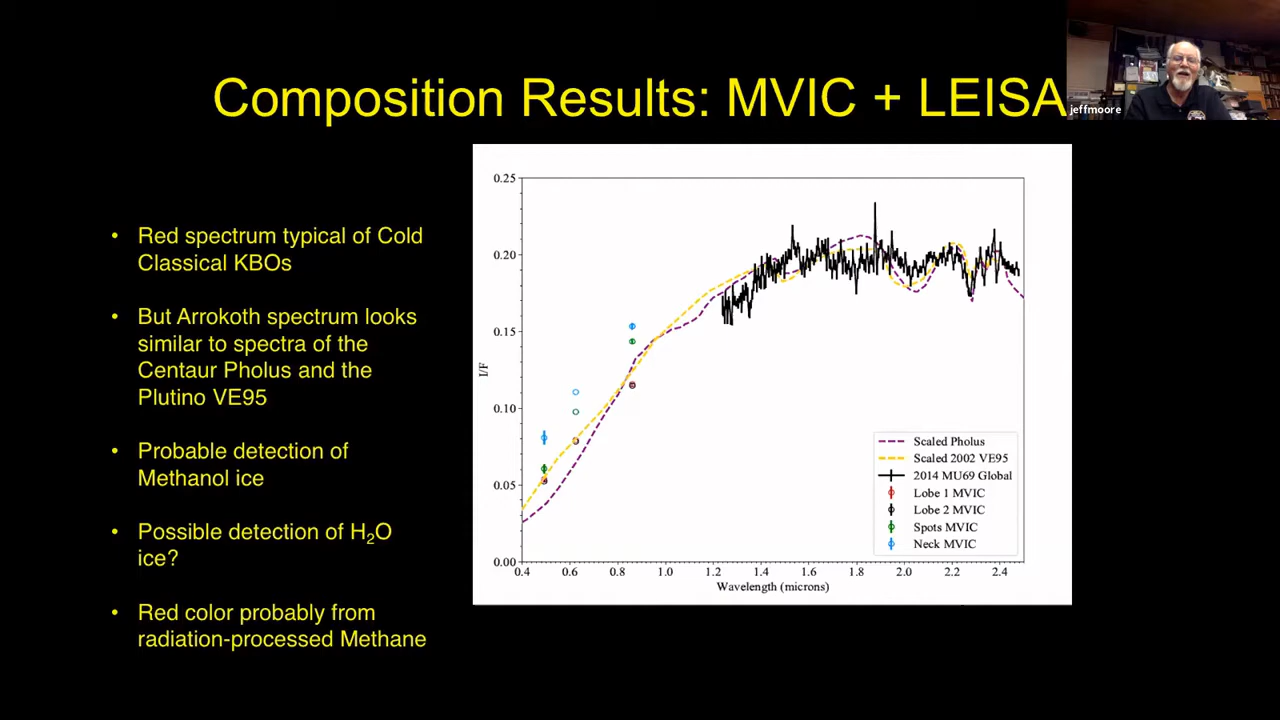 Composition Results: MVIC + LEISA
jeffmoore
• Red spectrum typical of Cold
Classical KBOs
• But Arrokoth spectrum looks
similar to spectra of the
Centaur Pholus and the
Plutino VE95
• Probable detection of
Methanol ice
• Possible detection of H₂O
ice?
• Red color probably from
radiation-processed Methane
0.25
0.20
0.15
0.10
0.05
0.00
I/F
0.4 0.6 0.8 1.0 1.2 1.4 1.6 1.8 2.0 2.2 2.4
Wavelength (microns)
Scaled Pholus
Scaled 2002 VE95
2014 MU69 Global
Lobe 1 MVIC
Lobe 2 MVIC
Spots MVIC
Neck MVIC